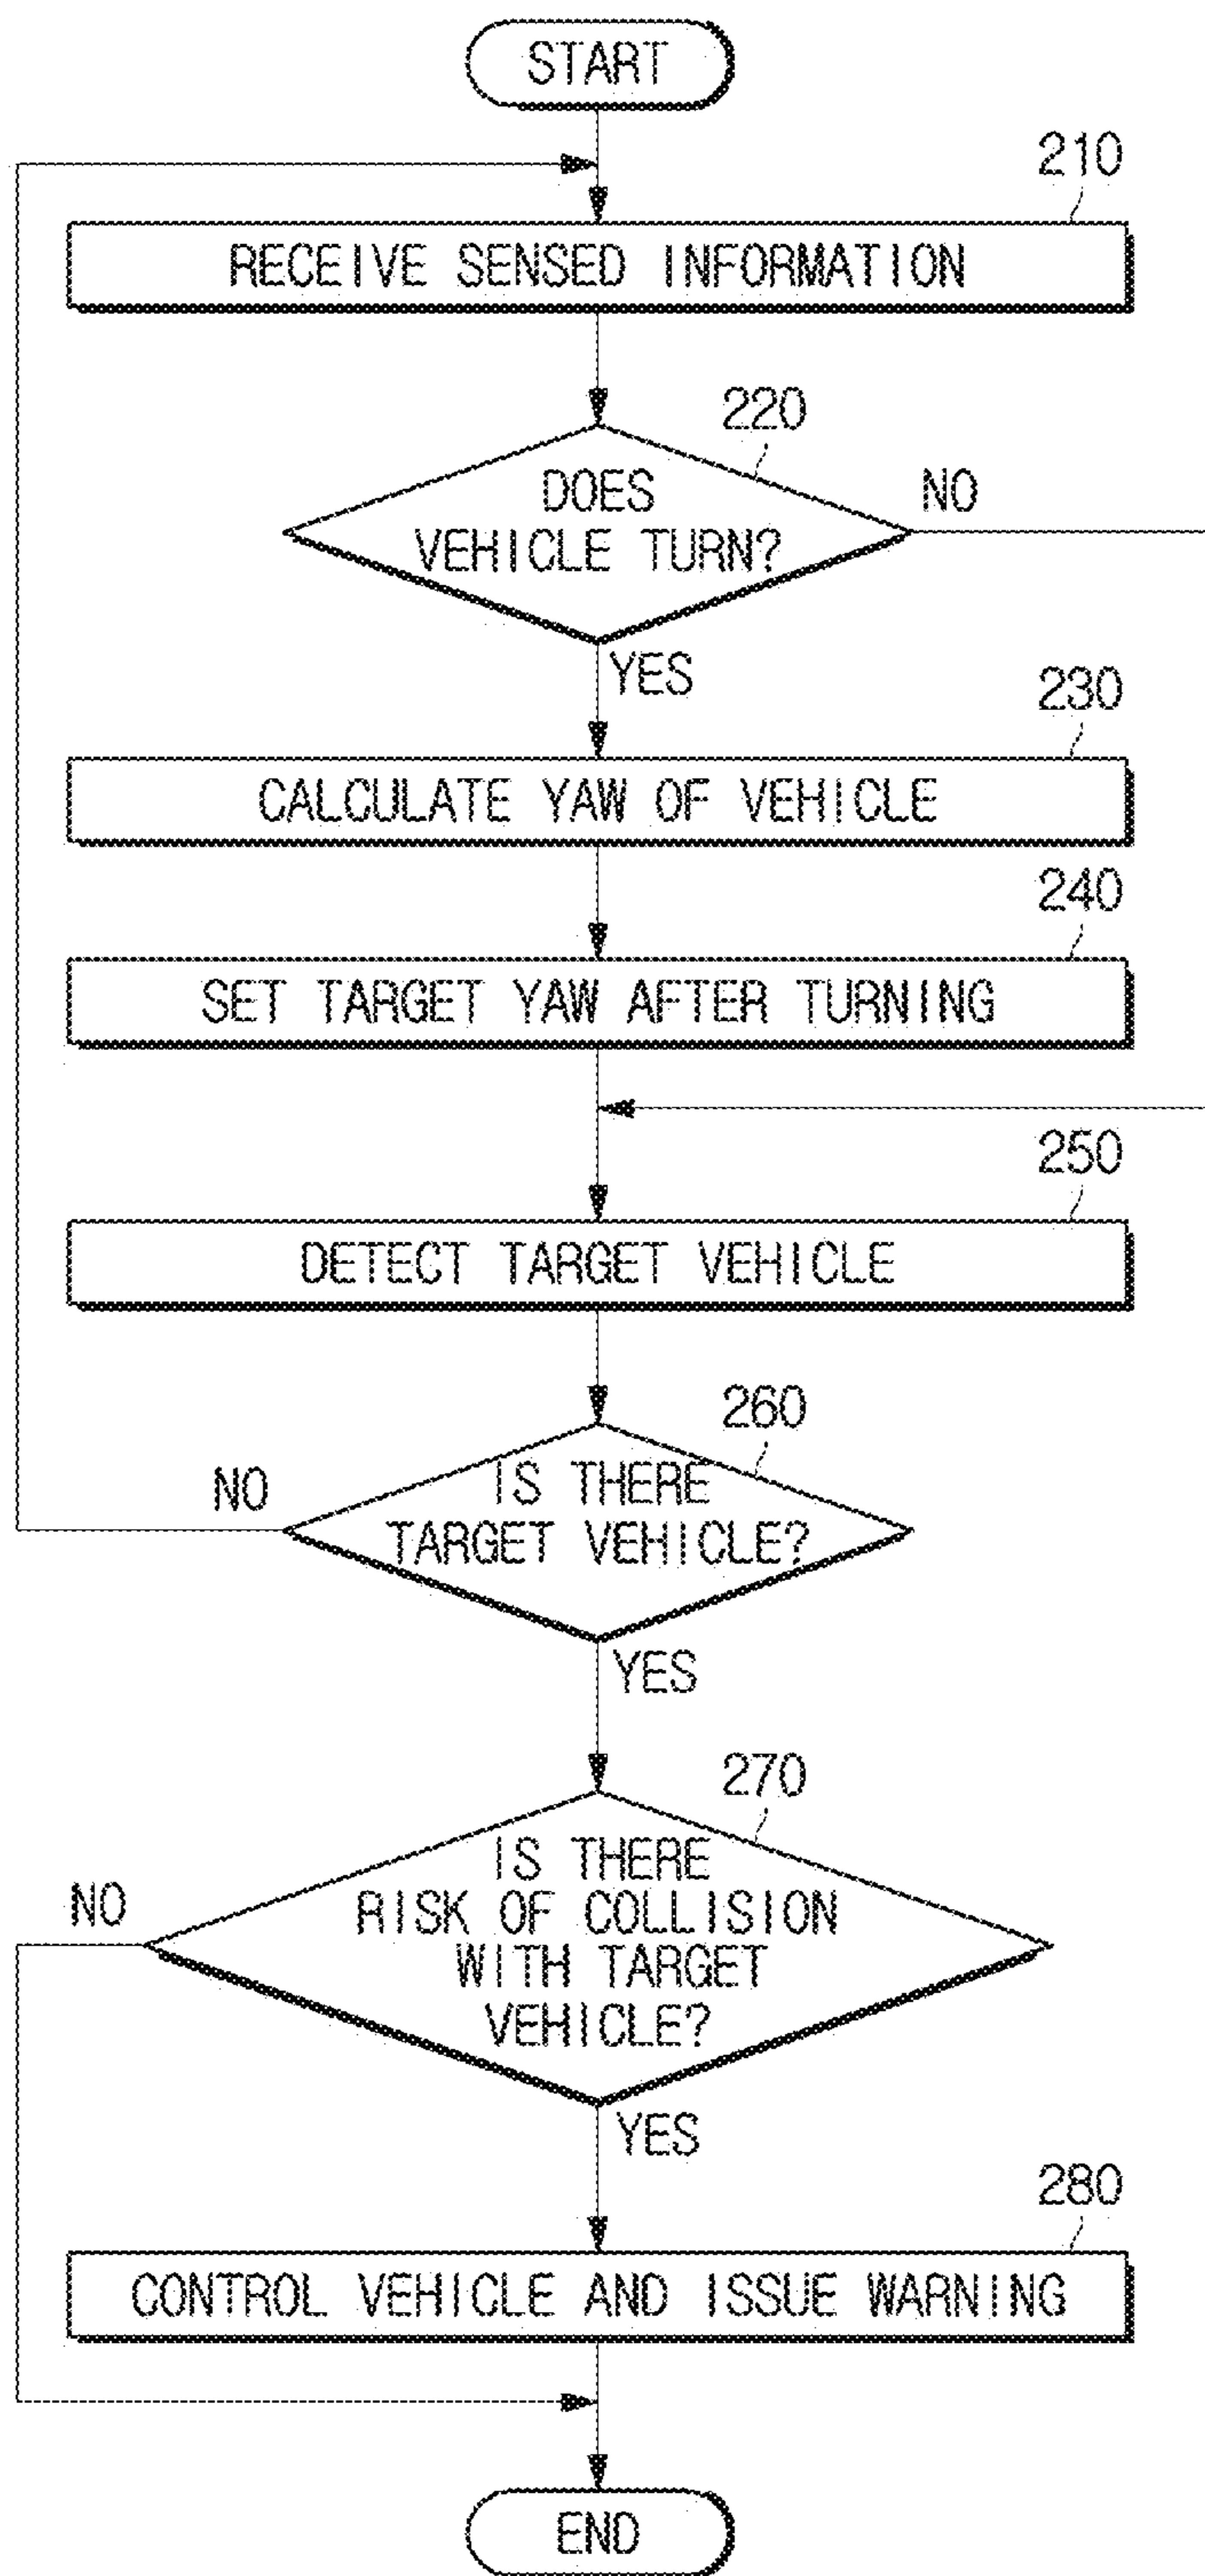 START
210
RECEIVE SENSED INFORMATION
220
DOES
VEHICLE TURN?
NO
YES
230
CALCULATE YAW OF VEHICLE
240
SET TARGET YAW AFTER TURNING
250
DETECT TARGET VEHICLE
260
IS THERE
TARGET VEHICLE?
NO
YES
270
IS THERE
RISK OF COLLISION
WITH TARGET
VEHICLE?
NO
YES
280
CONTROL VEHICLE AND ISSUE WARNING
END